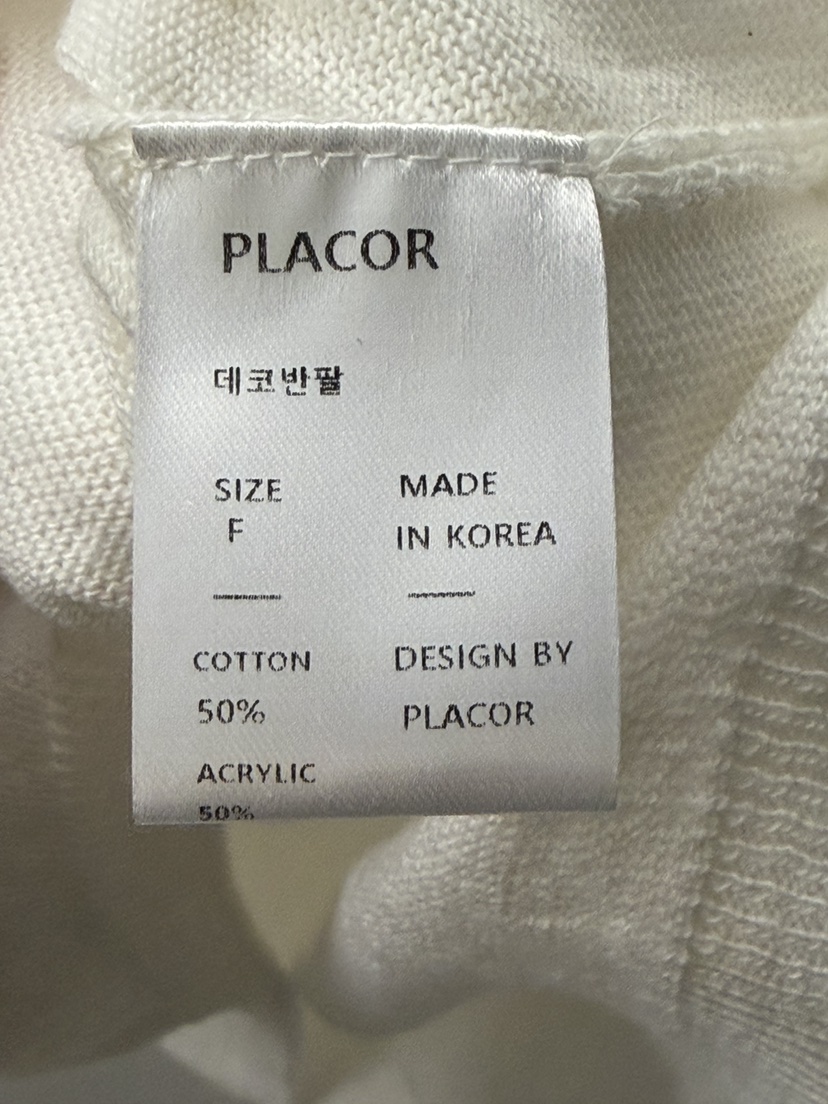 PLACOR
데코반팔
SIZE
F
MADE
IN KOREA
COTTON
50%
ACRYLIC
50%
DESIGN BY
PLACOR